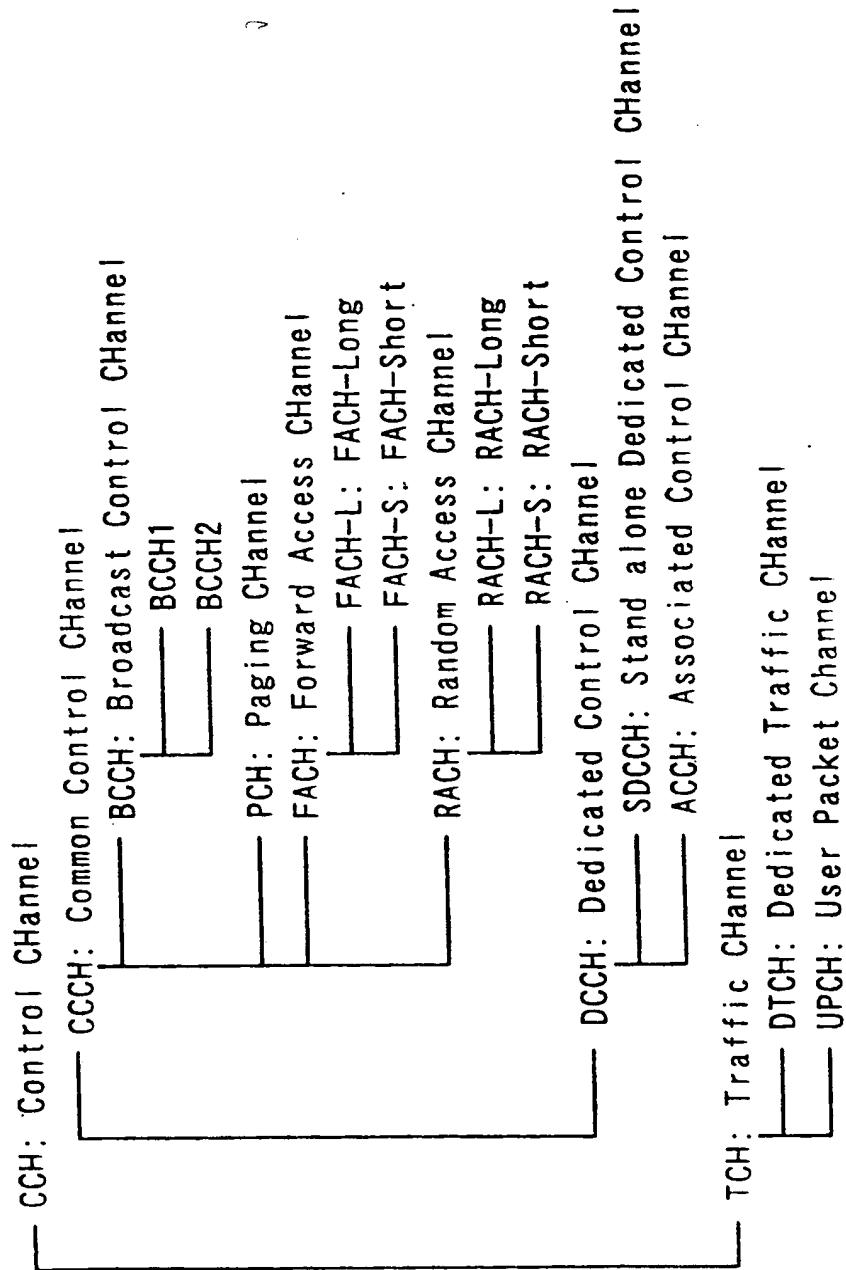 CCH: Control CHannel
CCCH: Common Control CHannel
BCCH: Broadcast Control CHannel
BCCH1
BCCH2
PCH: Paging CHannel
FACH: Forward Access CHannel
FACH-L: FACH-Long
FACH-S: FACH-Short
RACH: Random Access CHannel
RACH-L: RACH-Long
RACH-S: RACH-Short
DCCH: Dedicated Control CHannel
SDCCH: Stand alone Dedicated Control CHannel
ACCH: Associated Control CHannel
TCH: Traffic CHannel
DTCH: Dedicated Traffic CHannel
UPCH: User Packet Channel